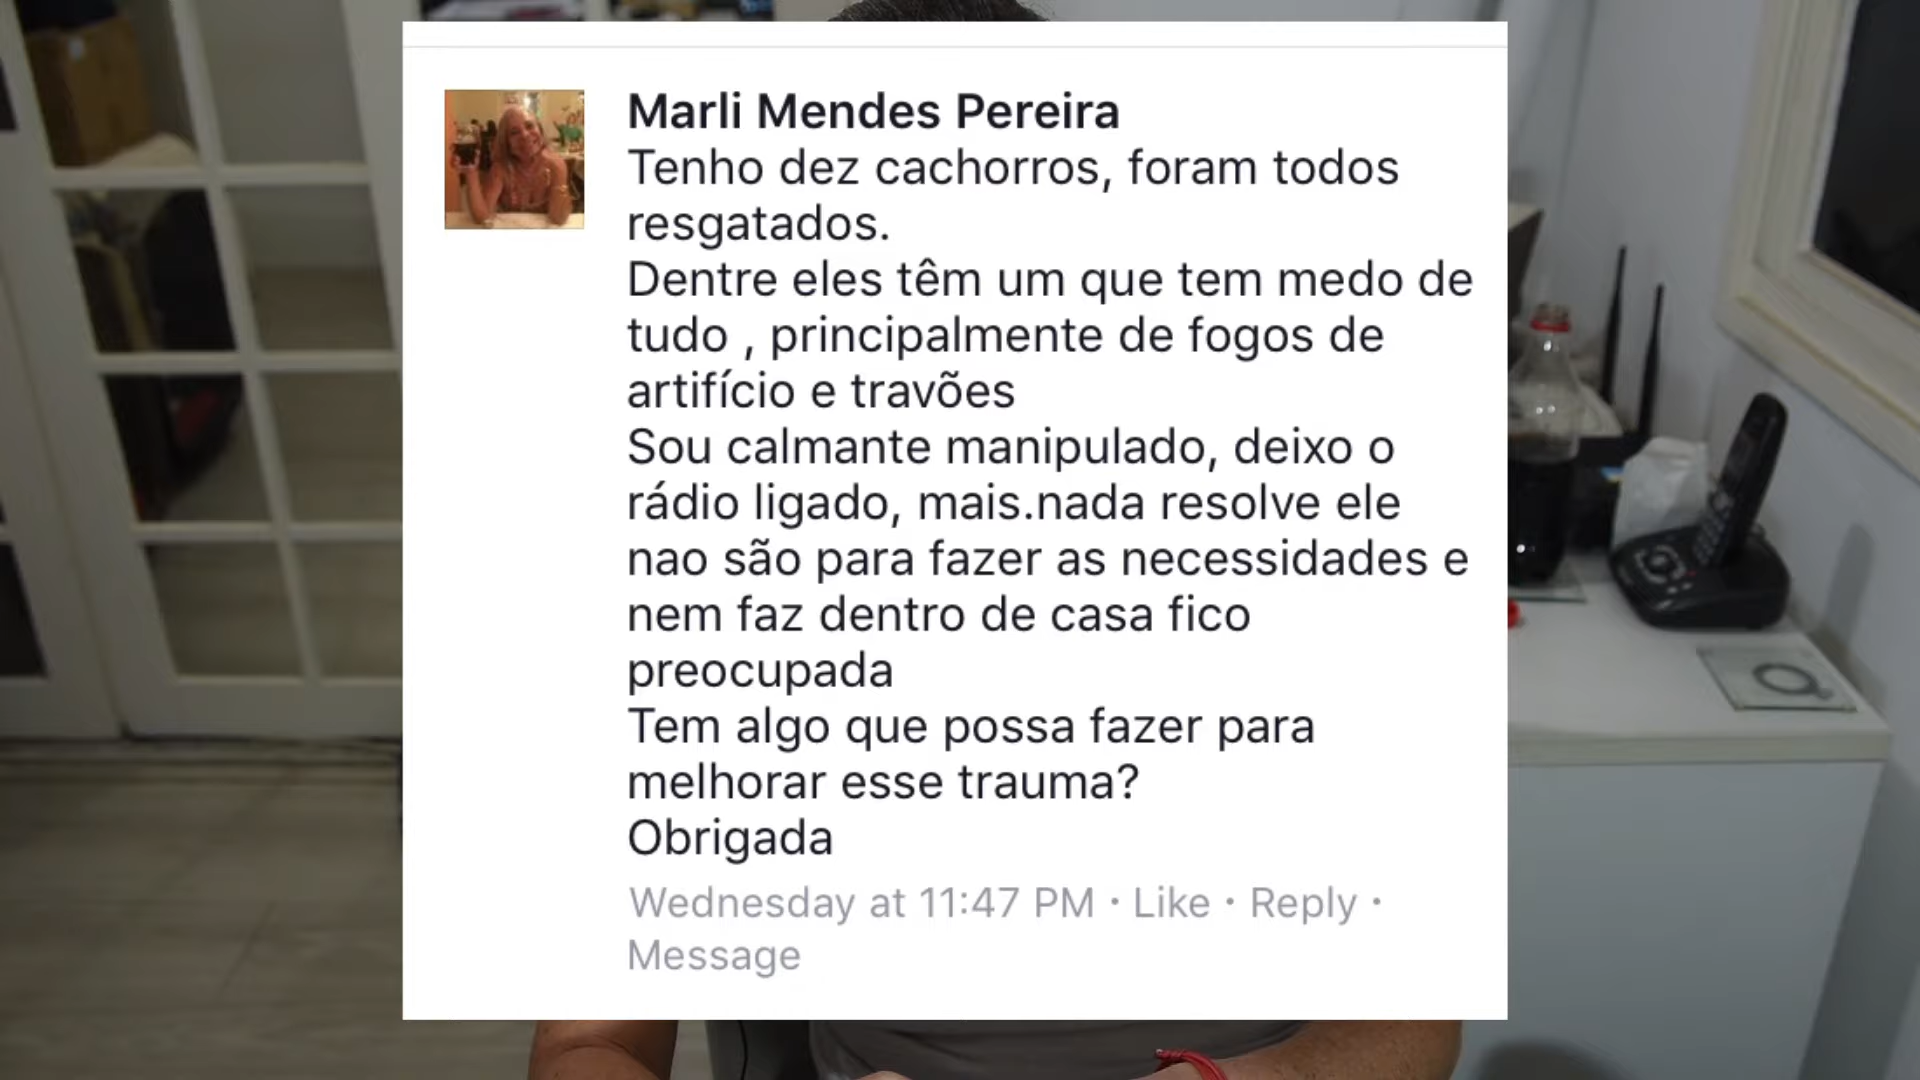 Marli Mendes Pereira
Tenho dez cachorros, foram todos
resgatados.
Dentre eles têm um que tem medo de
tudo , principalmente de fogos de
artifício e travões
Sou calmante manipulado, deixo o
rádio ligado, mais.nada resolve ele
nao são para fazer as necessidades e
nem faz dentro de casa fico
preocupada
Tem algo que possa fazer para
melhorar esse trauma?
Obrigada
Wednesday at 11:47 PM · Like · Reply ·
Message